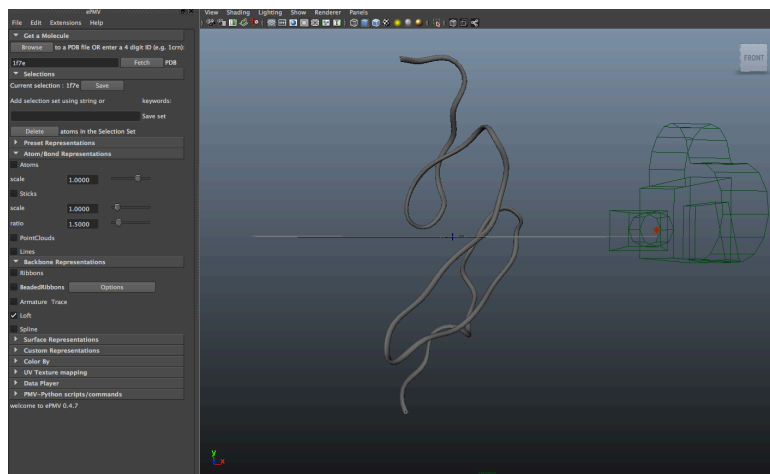 ePMV
File Edit Extensions Help
Get a Molecule
Browse to a PDB file OR enter a 4 digit ID (e.g. 1crn):
1f7e Fetch PDB
Selections
Current selection : 1f7e Save
Add selection set using string or keywords:
Save set
Delete atoms in the Selection Set
Preset Representations
Atom/Bond Representations
Atoms
scale 1.0000
Sticks
scale 1.0000
ratio 1.5000
PointClouds
Lines
Backbone Representations
Ribbons
BeadedRibbons Options
Armature Trace
Loft
Spline
Surface Representations
Custom Representations
Color By
UV Texture mapping
Data Player
PMV-Python scripts/commands
welcome to ePMV 0.4.7
View Shading Lighting Show Renderer Panels
FRONT
y
x